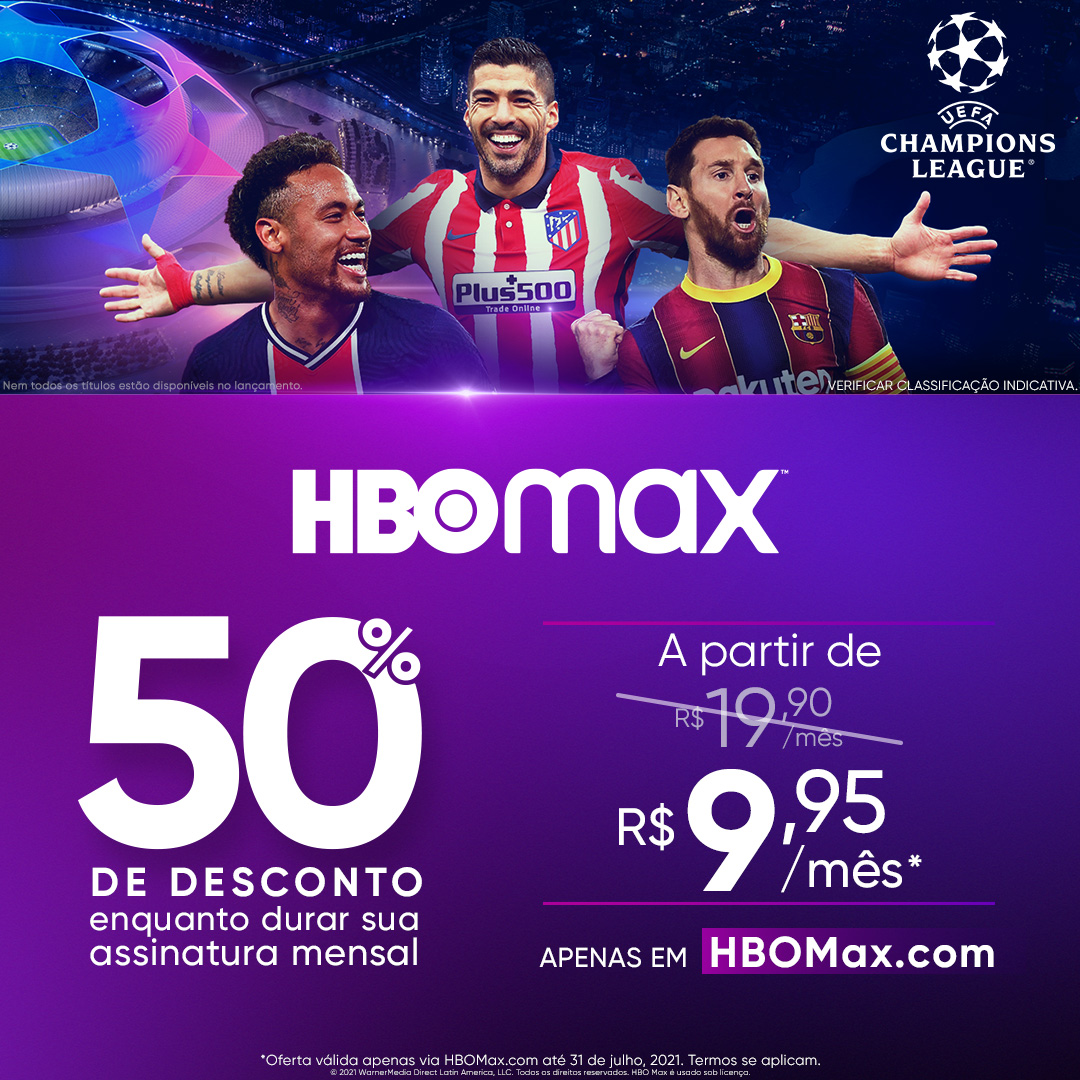 UEFA
CHAMPIONS
LEAGUE®
Plus500
Trade Online
Rakuten
Nem todos os títulos estão disponíveis no lançamento.
VERIFICAR CLASSIFICAÇÃO INDICATIVA.
HBOMAX™
50%
DE DESCONTO
enquanto durar sua
assinatura mensal
A partir de
R$19,90
/mês
R$9,95
/mês*
APENAS EM HBOMax.com
*Oferta válida apenas via HBOMax.com até 31 de julho, 2021. Termos se aplicam.
© 2021 WarnerMedia Direct Latin America, LLC. Todos os direitos reservados. HBO Max é usado sob licença.